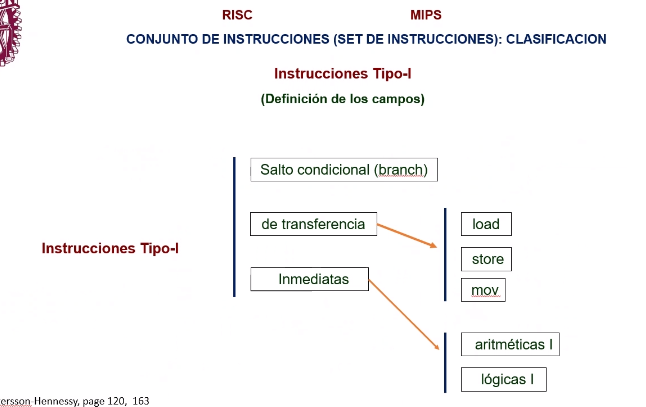 RISC MIPS
CONJUNTO DE INSTRUCCIONES (SET DE INSTRUCCIONES): CLASIFICACION
Instrucciones Tipo-I
(Definición de los campos)
Salto condicional (branch)
de transferencia
load
Instrucciones Tipo-I
store
Inmediatas
mov
aritméticas I
lógicas I
ersson Hennessy, page 120, 163